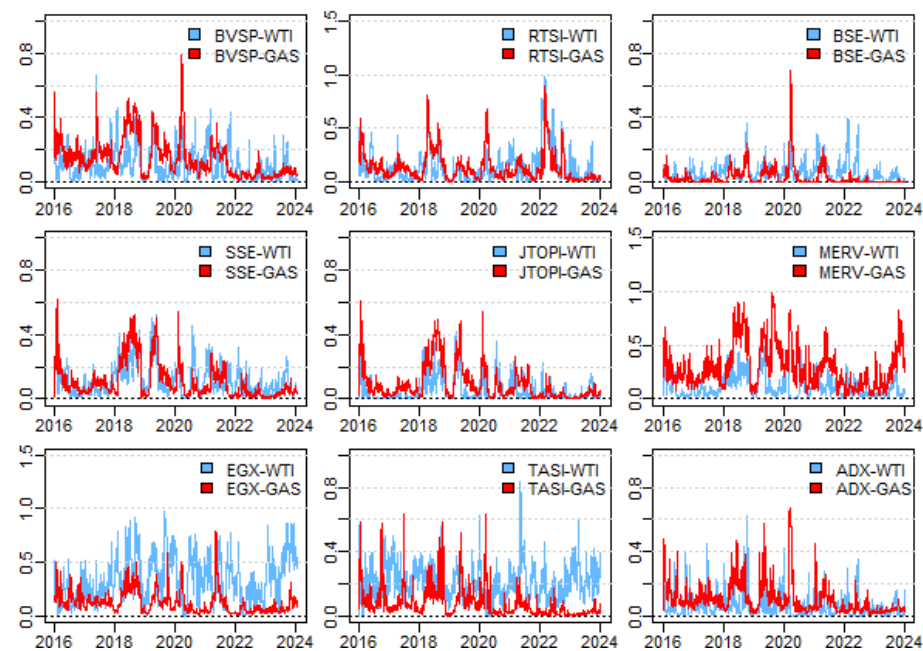 BVSP-WTI
BVSP-GAS
0.8
0.4
0.0
2016 2018 2020 2022 2024
RTSI-WTI
RTSI-GAS
1.5
1.0
0.5
0.0
2016 2018 2020 2022 2024
BSE-WTI
BSE-GAS
0.8
0.4
0.0
2016 2018 2020 2022 2024
SSE-WTI
SSE-GAS
0.8
0.4
0.0
2016 2018 2020 2022 2024
JTOPI-WTI
JTOPI-GAS
0.8
0.4
0.0
2016 2018 2020 2022 2024
MERV-WTI
MERV-GAS
1.5
1.0
0.5
0.0
2016 2018 2020 2022 2024
EGX-WTI
EGX-GAS
1.5
1.0
0.5
0.0
2016 2018 2020 2022 2024
TASI-WTI
TASI-GAS
0.8
0.4
0.0
2016 2018 2020 2022 2024
ADX-WTI
ADX-GAS
0.8
0.4
0.0
2016 2018 2020 2022 2024